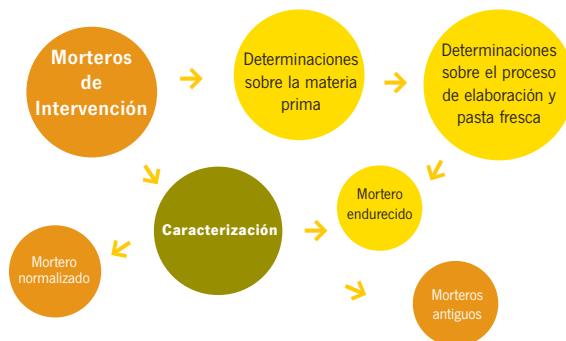 Morteros
de
Intervención
Determinaciones
sobre la materia
prima
Determinaciones
sobre el proceso
de elaboración y
pasta fresca
Caracterización
Mortero
endurecido
Mortero
normalizado
Morteros
antiguos